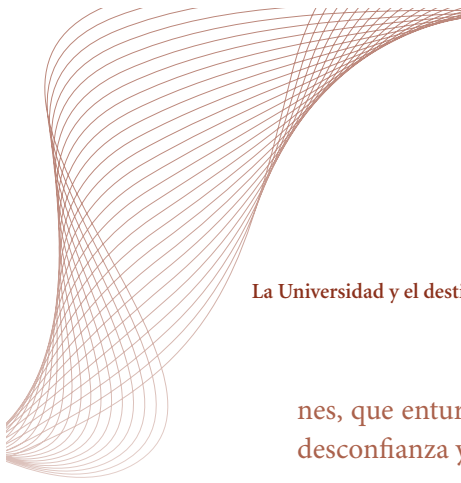 La Universidad y el desti
nes, que entur
desconfianza y